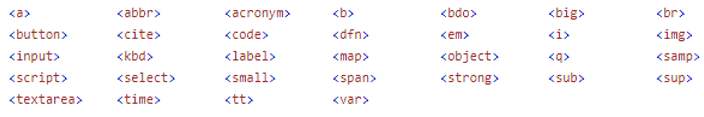 <a> <abbr> <acronym> <b> <bdo> <big> <br>
<button> <cite> <code> <dfn> <em> <i> <img>
<input> <kbd> <label> <map> <object> <q> <samp>
<script> <select> <small> <span> <strong> <sub> <sup>
<textarea> <time> <tt> <var>